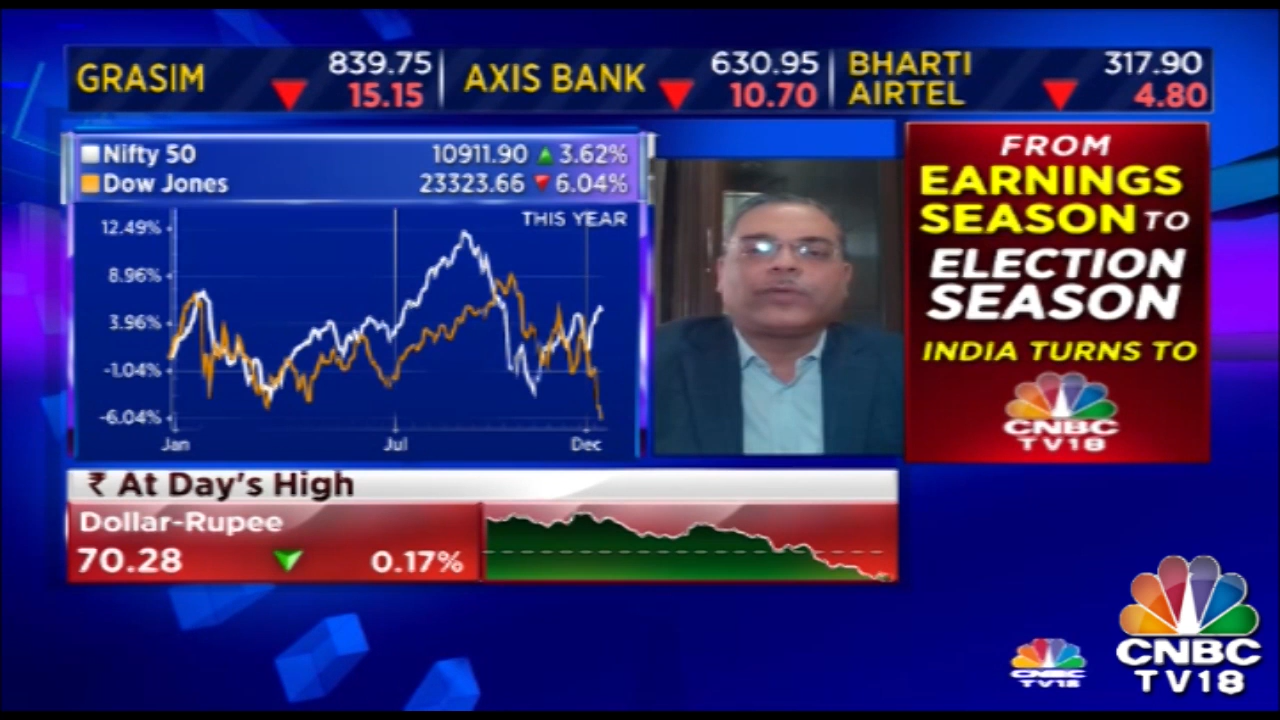 GRASIM
839.75
15.15
AXIS BANK
630.95
10.70
BHARTI
AIRTEL
317.90
4.80
Nifty 50 10911.90 3.62%
Dow Jones 23323.66 6.04%
THIS YEAR
12.49%
8.96%
3.96%
-1.04%
-6.04%
Jan Jul Dec
FROM
EARNINGS
SEASON TO
ELECTION
SEASON
INDIA TURNS TO
CNBC
TV18
₹ At Day's High
Dollar-Rupee
70.28 0.17%
CNBC
TV18
CNBC
TV18